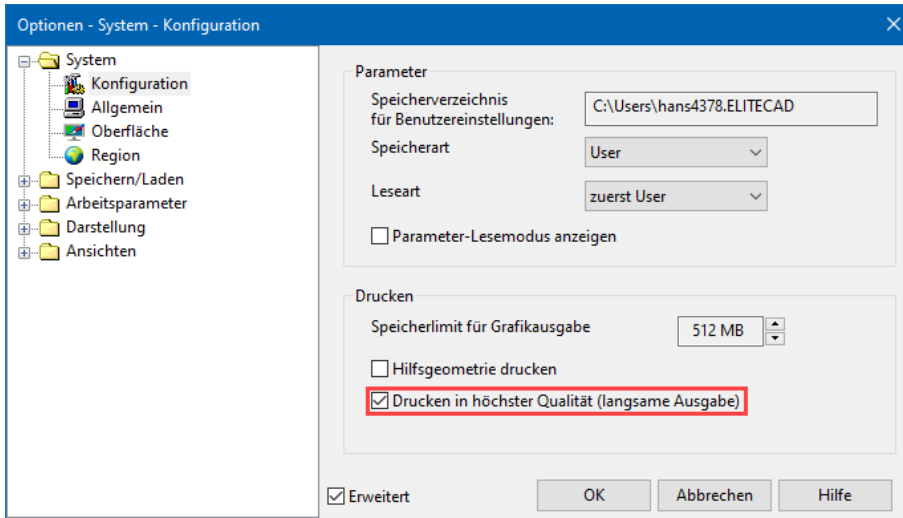 Optionen - System - Konfiguration
System
Konfiguration
Allgemein
Oberfläche
Region
Speichern/Laden
Arbeitsparameter
Darstellung
Ansichten
Parameter
Speicherverzeichnis
für Benutzereinstellungen:
C:\Users\hans4378.ELITECAD
Speicherart
User
Leseart
zuerst User
Parameter-Lesemodus anzeigen
Drucken
Speicherlimit für Grafikausgabe
512 MB
Hilfsgeometrie drucken
Drucken in höchster Qualität (langsame Ausgabe)
Erweitert
OK
Abbrechen
Hilfe